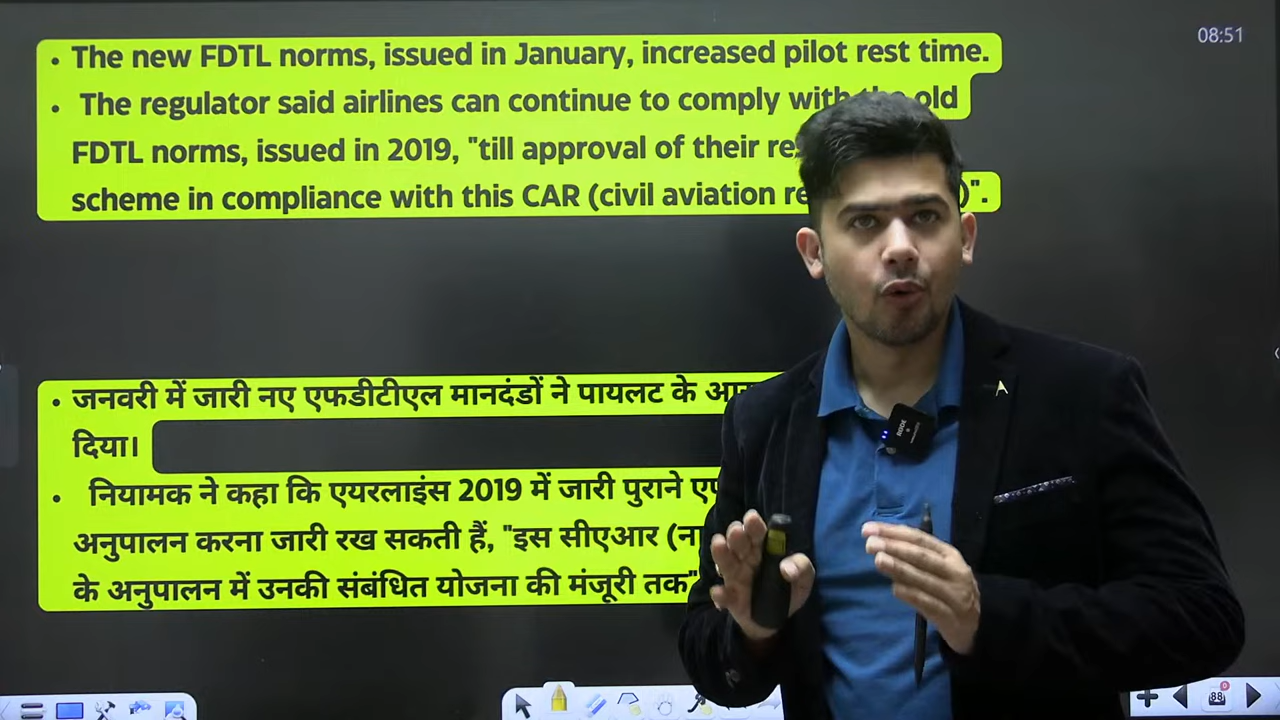 08:51
• The new FDTL norms, issued in January, increased pilot rest time.
• The regulator said airlines can continue to comply with the old
FDTL norms, issued in 2019, "till approval of their
scheme in compliance with this CAR (civil aviation )".
• जनवरी में जारी नए एफडीटीएल मानदंडों ने पायलट के
दिया।
• नियामक ने कहा कि एयरलाइंस 2019 में जारी पुराने
अनुपालन करना जारी रख सकती हैं, "इस सीएआर
के अनुपालन में उनकी संबंधित योजना की मंजूरी तक"
88